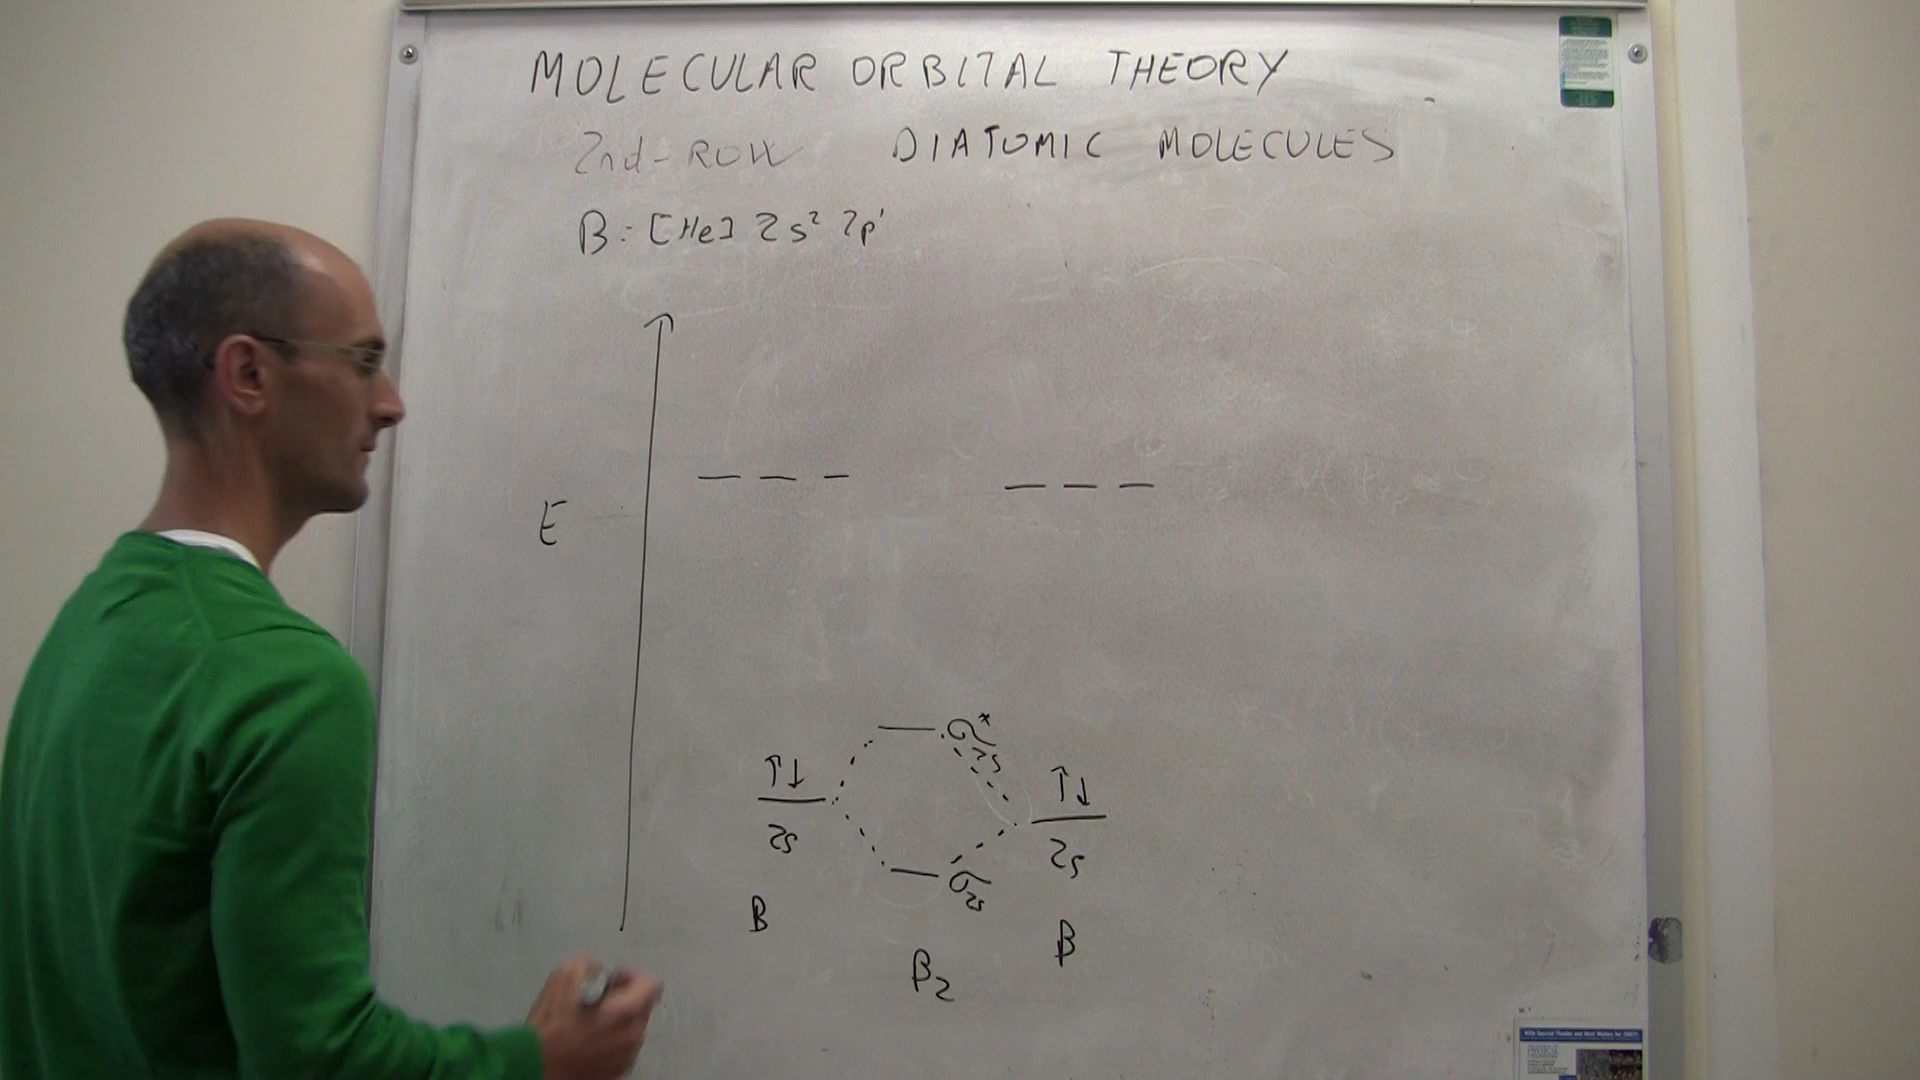 MOLECULAR ORBITAL THEORY
2nd-ROW DIATOMIC MOLECULES
B: [He] 2s² 2p¹
E
σ*2s
↑↓ ↑↓
2s 2s
σ2s
B B
B₂